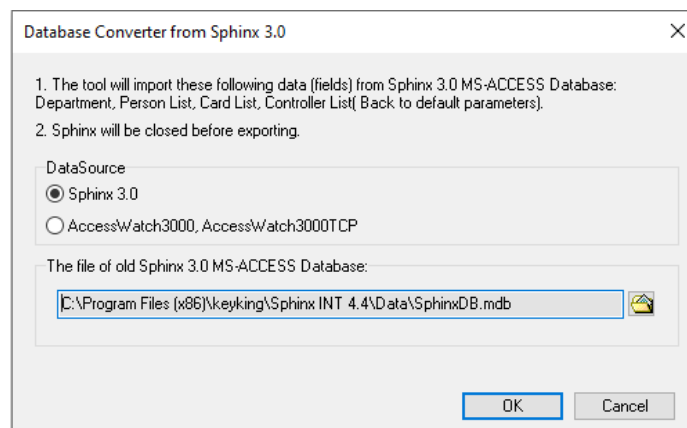 Database Converter from Sphinx 3.0
1. The tool will import these following data (fields) from Sphinx 3.0 MS-ACCESS Database:
Department, Person List, Card List, Controller List( Back to default parameters).
2. Sphinx will be closed before exporting.
DataSource
Sphinx 3.0
AccessWatch3000, AccessWatch3000TCP
The file of old Sphinx 3.0 MS-ACCESS Database:
C:\Program Files (x86)\keyking\Sphinx INT 4.4\Data\SphinxDB.mdb
OK Cancel